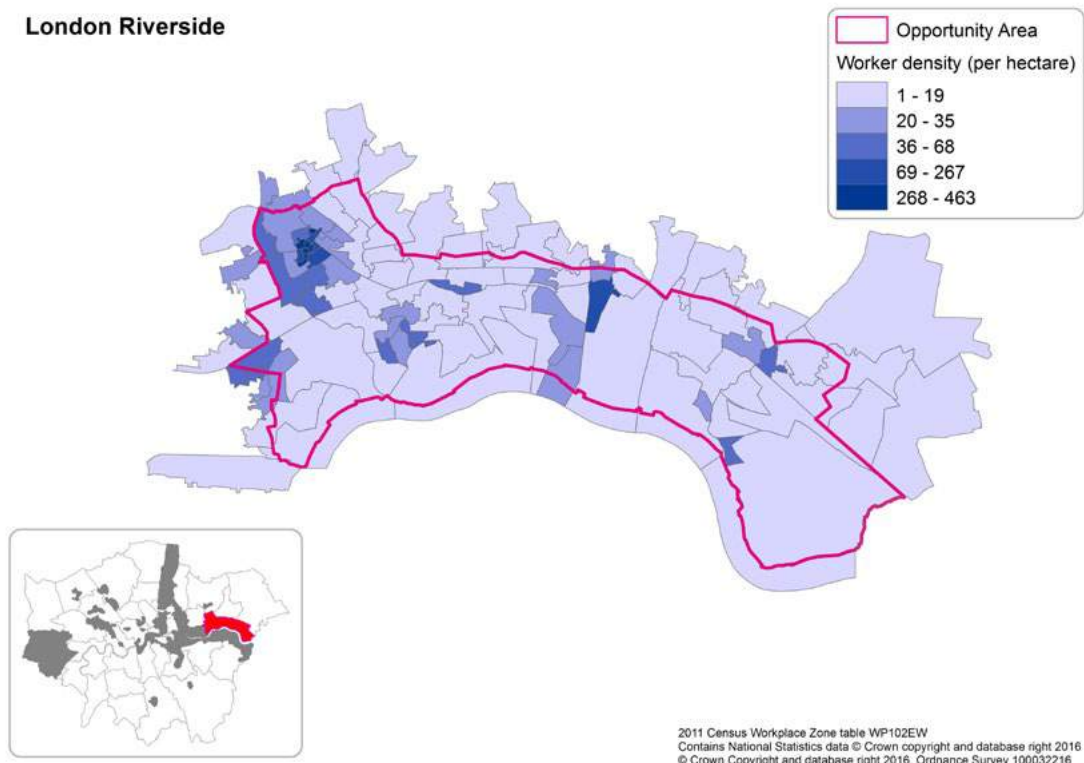 London Riverside
Opportunity Area
Worker density (per hectare)
1 - 19
20 - 35
36 - 68
69 - 267
268 - 463
2011 Census Workplace Zone table WP102EW
Contains National Statistics data © Crown copyright and database right 2016
© Crown Copyright and database right 2016. Ordnance Survey 100032216